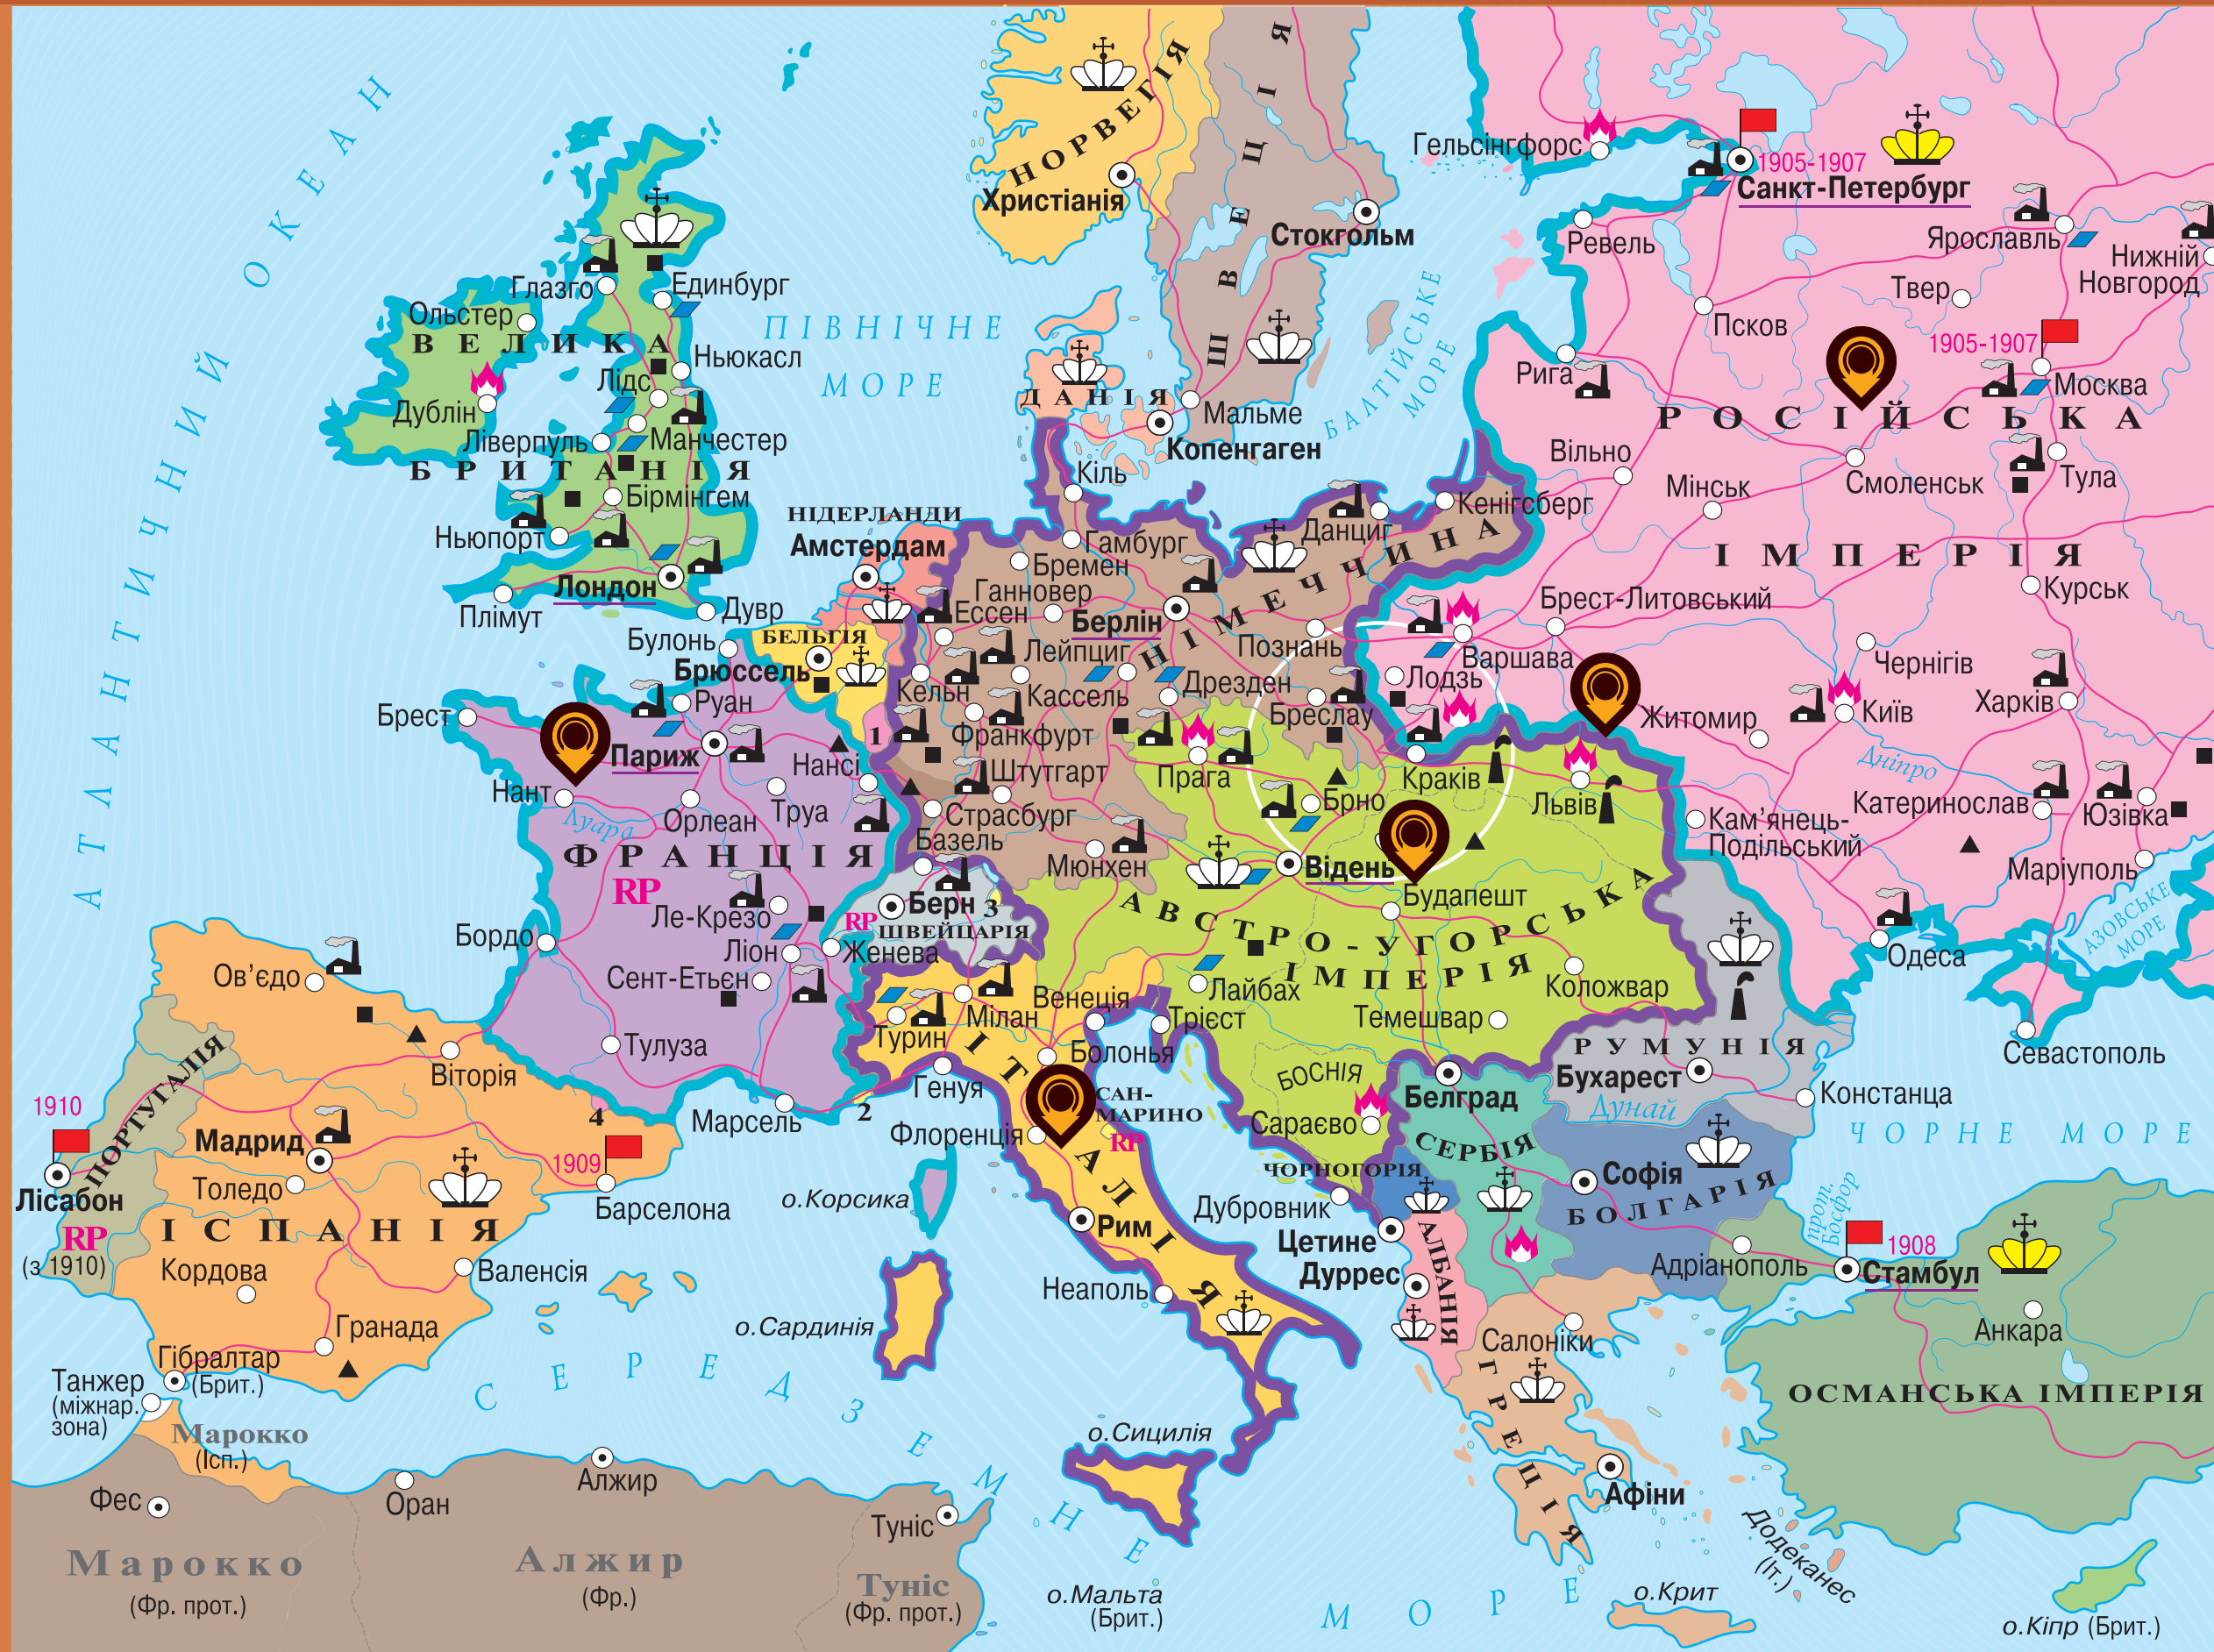 АТЛАНТИЧНИЙ ОКЕАН
НОРВЕГІЯ
Христіанія
ШВЕЦІЯ
Стокгольм
Гельсінгфорс
1905-1907
Санкт-Петербург
Ревель
Ярославль
Нижній
Новгород
Твер
Псков
1905-1907
Москва
Рига
РОСІЙСЬКА
ІМПЕРІЯ
Вільно
Мінськ
Смоленськ
Тула
Курськ
Брест-Литовський
Чернігів
Варшава
Лодзь
Житомир
Київ
Харків
Дніпро
Катеринослав
Юзівка
Кам’янець-
Подільський
Маріуполь
Одеса
АЗОВСЬКЕ
МОРЕ
Севастополь
Глазго
Единбург
Ольстер
ВЕЛИКА
Ньюкасл
Лідс
Дублін
Ліверпуль
Манчестер
БРИТАНІЯ
Бірмінгем
Ньюпорт
Лондон
Плімут
Дувр
ПІВНІЧНЕ
МОРЕ
ДАНІЯ
Мальме
Копенгаген
БАЛТІЙСЬКЕ
МОРЕ
Кіль
НІДЕРЛАНДИ
Амстердам
Гамбург
Бремен
Данциг
Кенігсберг
НІМЕЧЧИНА
Ганновер
Ессен
Берлін
Познань
Булонь
БЕЛЬГІЯ
Брюссель
Лейпциг
Кельн
Кассель
Дрезден
Бреслау
Брест
Руан
Париж
1
Франкфурт
Нансі
Штутгарт
Прага
Краків
Львів
Нант
Луара
Орлеан
Труа
Страсбург
Брно
ФРАНЦІЯ
RP
Базель
Мюнхен
Відень
Будапешт
Ле-Крезо
RP
Берн
3
ШВЕЙЦАРІЯ
АВСТРО-УГОРСЬКА
ІМПЕРІЯ
Бордо
Ліон
Женева
Сент-Етьєн
Лайбах
Коложвар
Темешвар
Венеція
Мілан
Турин
Трієст
Тулуза
ІТАЛІЯ
Болонья
Генуя
Марсель
2
САН-
МАРИНО
RP
Флоренція
БОСНІЯ
Сараєво
Белград
СЕРБІЯ
РУМУНІЯ
Бухарест
Дунай
Констанца
ЧОРНЕ МОРЕ
Ов’єдо
Віторія
ПОРТУГАЛІЯ
1910
Лісабон
RP
(з 1910)
4
Мадрид
1909
Толедо
Барселона
ІСПАНІЯ
Кордова
Валенсія
Гранада
Гібралтар
(Брит.)
Танжер
(міжнар.
зона)
Марокко
(Ісп.)
о.Корсика
о.Сардинія
Рим
Неаполь
о.Сицилія
ЧОРНОГОРІЯ
Дубровник
Цетине
Дуррес
АЛБАНІЯ
Софія
БОЛГАРІЯ
прот.
Босфор
1908
Адріанополь
Стамбул
Салоніки
Анкара
ГРЕЦІЯ
Афіни
ОСМАНСЬКА ІМПЕРІЯ
СЕРЕДЗЕМНЕ МОРЕ
Фес
Оран
Алжир
Туніс
Марокко
(Фр. прот.)
Алжир
(Фр.)
Туніс
(Фр. прот.)
о.Мальта
(Брит.)
Додеканес
(Іт.)
о.Крит
о.Кіпр (Брит.)